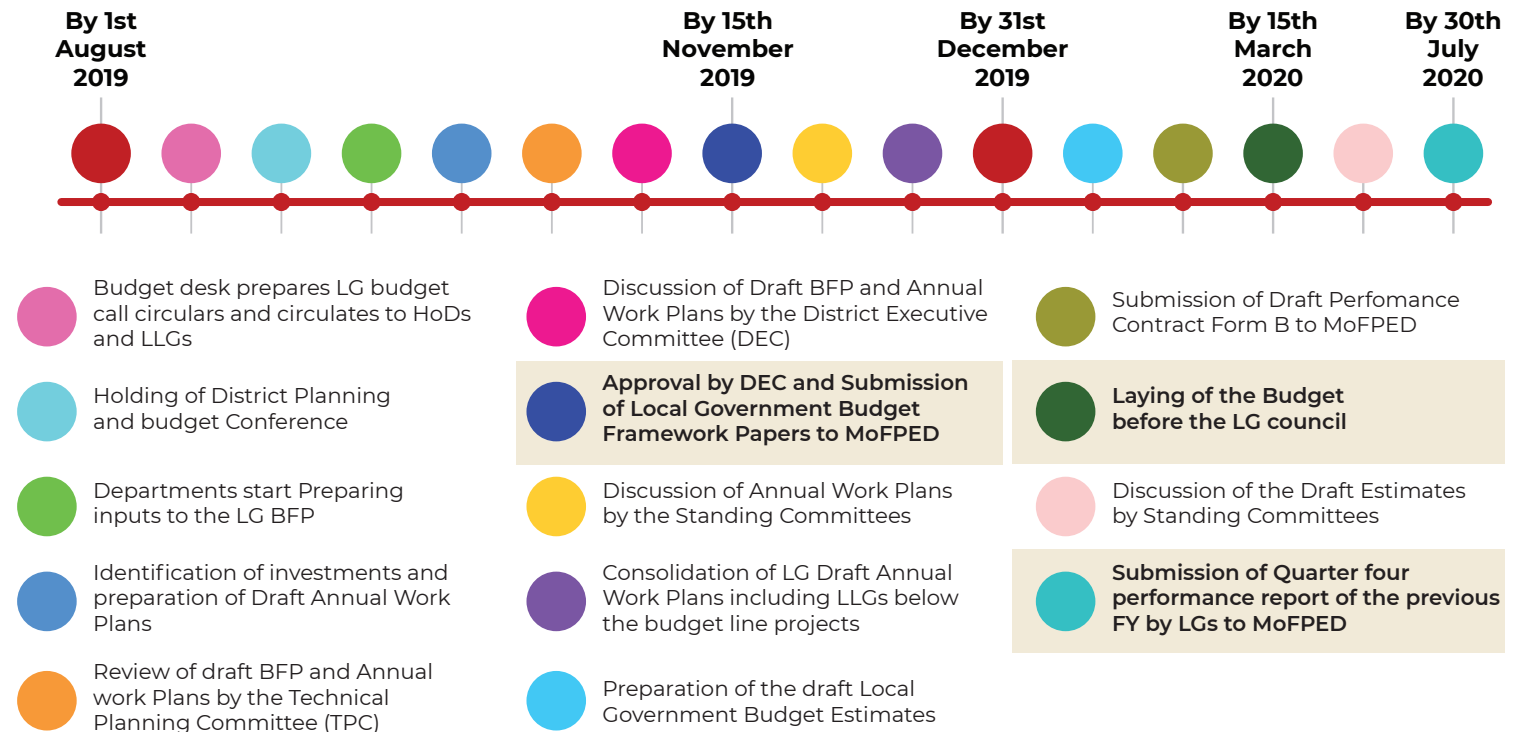 By 1st
August
2019
By 15th
November
2019
By 31st
December
2019
By 15th
March
2020
By 30th
July
2020
Budget desk prepares LG budget
call circulars and circulates to HoDs
and LLGs
Holding of District Planning
and budget Conference
Departments start Preparing
inputs to the LG BFP
Identification of investments and
preparation of Draft Annual Work
Plans
Review of draft BFP and Annual
work Plans by the Technical
Planning Committee (TPC)
Discussion of Draft BFP and Annual
Work Plans by the District Executive
Committee (DEC)
Approval by DEC and Submission
of Local Government Budget
Framework Papers to MoFPED
Discussion of Annual Work Plans
by the Standing Committees
Consolidation of LG Draft Annual
Work Plans including LLGs below
the budget line projects
Preparation of the draft Local
Government Budget Estimates
Submission of Draft Perfomance
Contract Form B to MoFPED
Laying of the Budget
before the LG council
Discussion of the Draft Estimates
by Standing Committees
Submission of Quarter four
performance report of the previous
FY by LGs to MoFPED